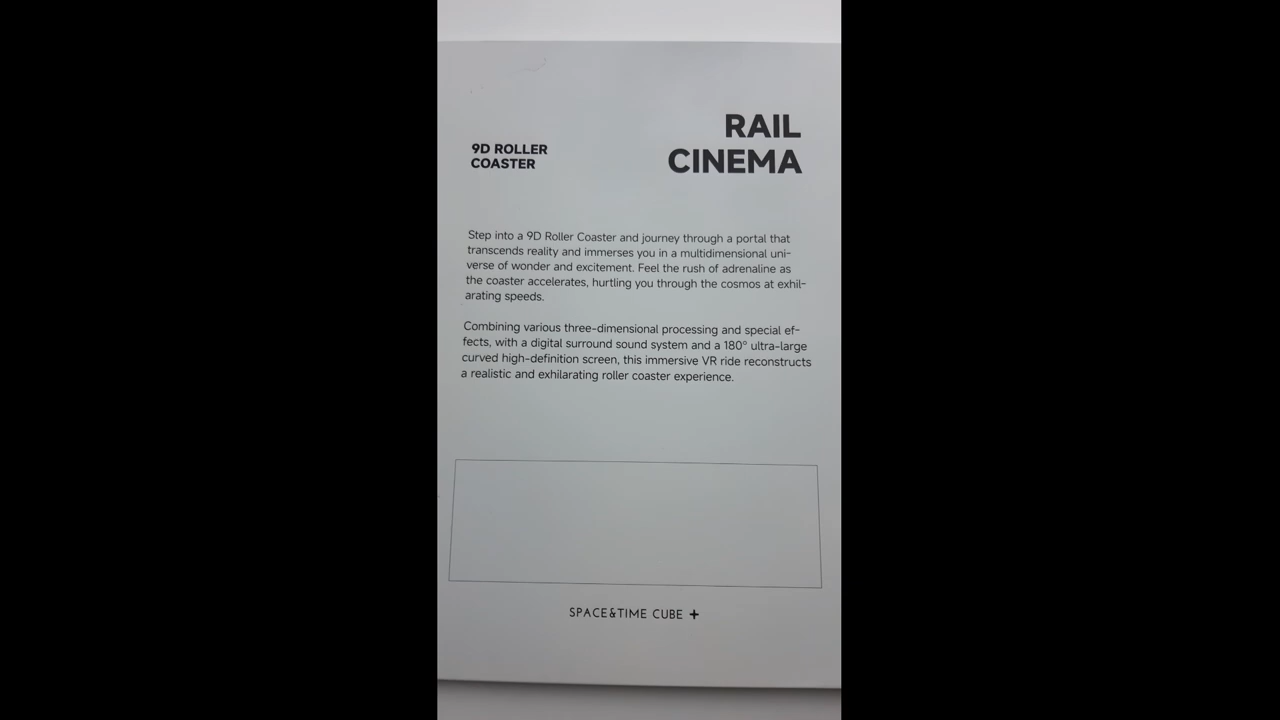 RAIL
CINEMA
9D ROLLER
COASTER
Step into a 9D Roller Coaster and journey through a portal that
transcends reality and immerses you in a multidimensional uni-
verse of wonder and excitement. Feel the rush of adrenaline as
the coaster accelerates, hurtling you through the cosmos at exhil-
arating speeds.
Combining various three-dimensional processing and special ef-
fects, with a digital surround sound system and a 180° ultra-large
curved high-definition screen, this immersive VR ride reconstructs
a realistic and exhilarating roller coaster experience.
SPACE&TIME CUBE +